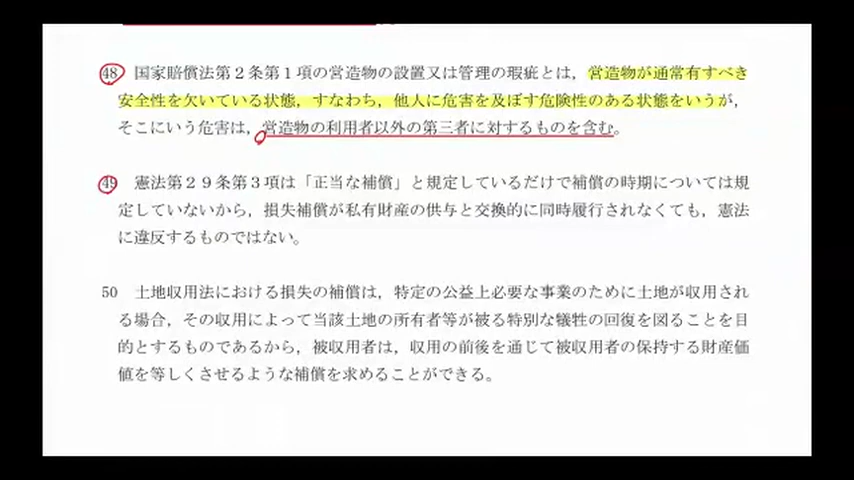 48 国家賠償法第２条第１項の営造物の設置又は管理の瑕疵とは，営造物が通常有すべき
安全性を欠いている状態，すなわち，他人に危害を及ぼす危険性のある状態をいうが，
そこにいう危害は，営造物の利用者以外の第三者に対するものを含む。
49 憲法第２９条第３項は「正当な補償」と規定しているだけで補償の時期については規
定していないから，損失補償が私有財産の供与と交換的に同時履行されなくても，憲法
に違反するものではない。
50 土地収用法における損失の補償は，特定の公益上必要な事業のために土地が収用され
る場合，その収用によって当該土地の所有者等が被る特別な犠牲の回復を図ることを目
的とするものであるから，被収用者は，収用の前後を通じて被収用者の保持する財産価
値を等しくさせるような補償を求めることができる。